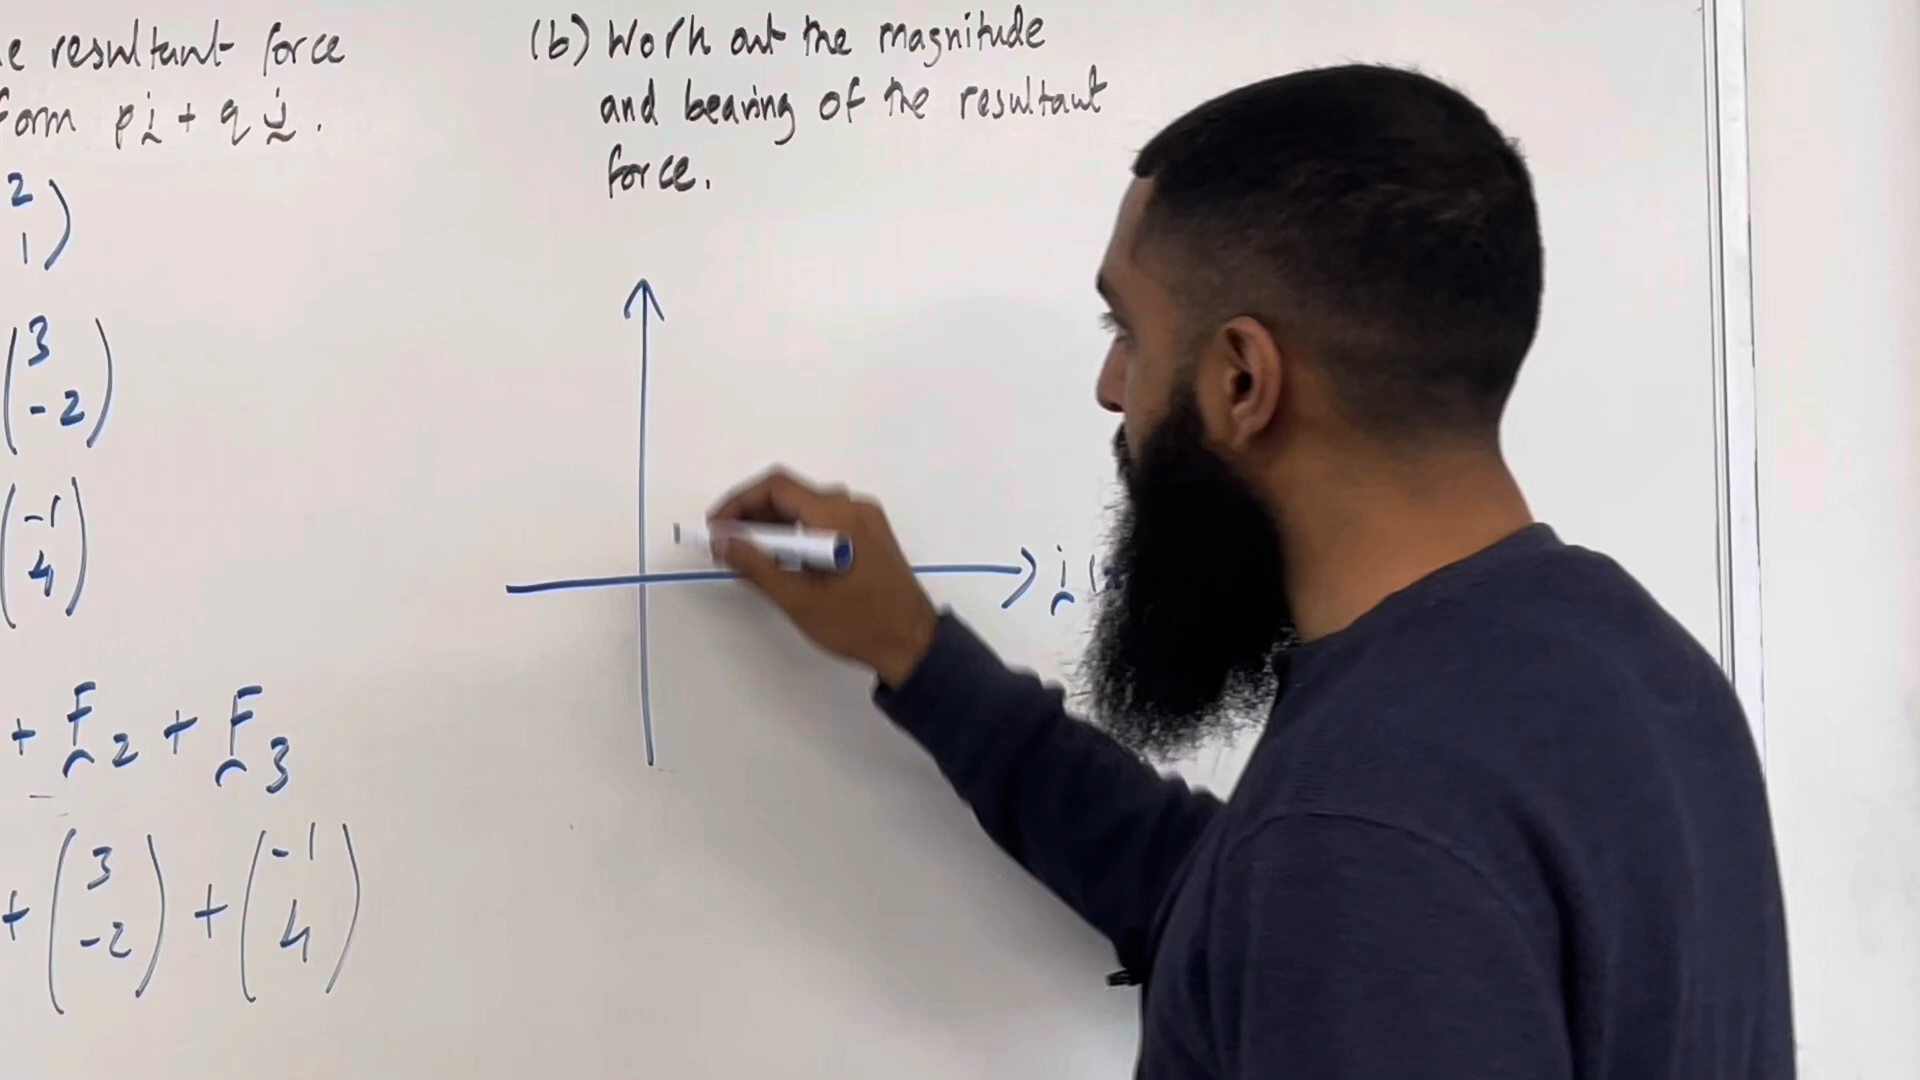 e resultant force
form pi + qj.
2
1)
(3
-2)
(-1
4)
+ F2 + F3
+ (3
-2) + (-1
4)
(b) Work out the magnitude
and bearing of the resultant
force.
i (